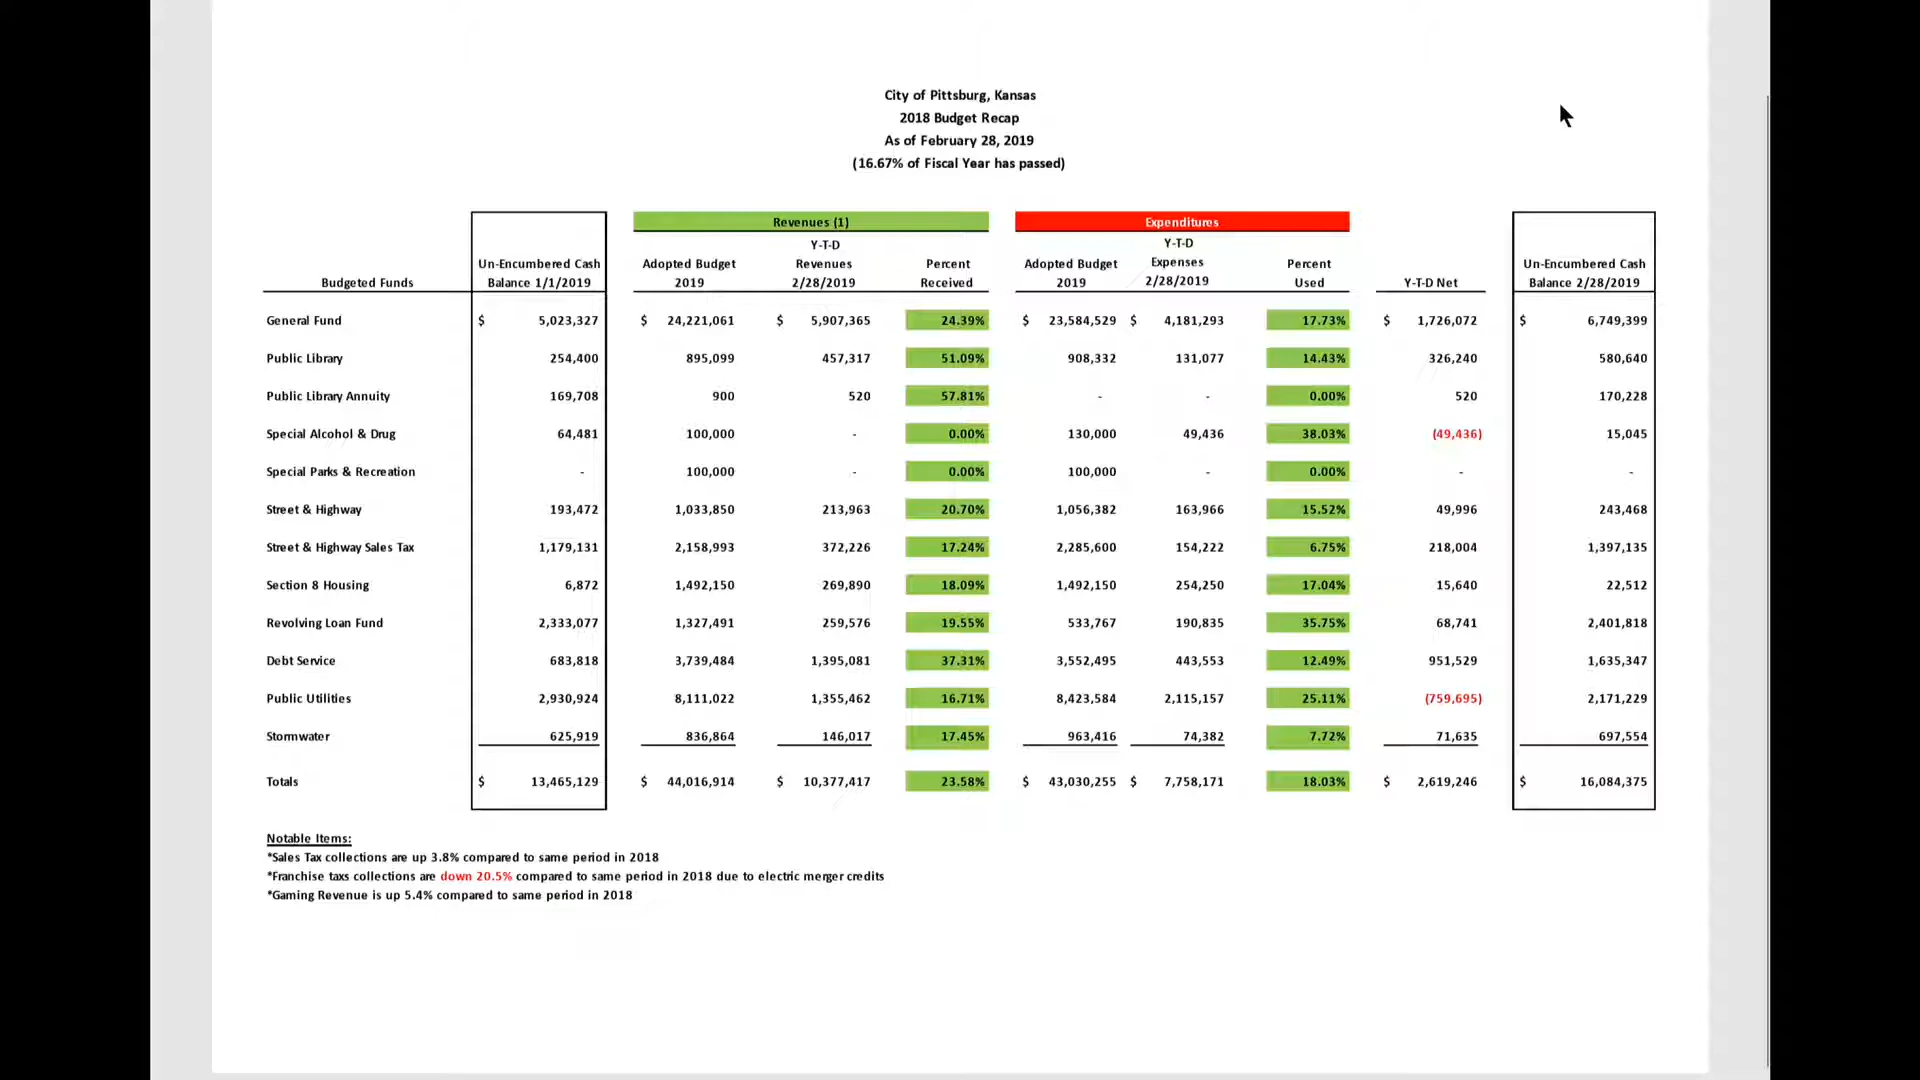 City of Pittsburg, Kansas
2018 Budget Recap
As of February 28, 2019
(16.67% of Fiscal Year has passed)
Revenues (1) Expenditures
Y-T-D Y-T-D
Un-Encumbered Cash Adopted Budget Revenues Percent Adopted Budget Expenses Percent Un-Encumbered Cash
Budgeted Funds Balance 1/1/2019 2019 2/28/2019 Received 2019 2/28/2019 Used Y-T-D Net Balance 2/28/2019
General Fund $ 5,023,327 $ 24,221,061 $ 5,907,365 24.39% $ 23,584,529 $ 4,181,293 17.73% $ 1,726,072 $ 6,749,399
Public Library 254,400 895,099 457,317 51.09% 908,332 131,077 14.43% 326,240 580,640
Public Library Annuity 169,708 900 520 57.81% - - 0.00% 520 170,228
Special Alcohol & Drug 64,481 100,000 - 0.00% 130,000 49,436 38.03% (49,436) 15,045
Special Parks & Recreation - 100,000 - 0.00% 100,000 - 0.00% - -
Street & Highway 193,472 1,033,850 213,963 20.70% 1,056,382 163,966 15.52% 49,996 243,468
Street & Highway Sales Tax 1,179,131 2,158,993 372,226 17.24% 2,285,600 154,222 6.75% 218,004 1,397,135
Section 8 Housing 6,872 1,492,150 269,890 18.09% 1,492,150 254,250 17.04% 15,640 22,512
Revolving Loan Fund 2,333,077 1,327,491 259,576 19.55% 533,767 190,835 35.75% 68,741 2,401,818
Debt Service 683,818 3,739,484 1,395,081 37.31% 3,552,495 443,553 12.49% 951,529 1,635,347
Public Utilities 2,930,924 8,111,022 1,355,462 16.71% 8,423,584 2,115,157 25.11% (759,695) 2,171,229
Stormwater 625,919 836,864 146,017 17.45% 963,416 74,382 7.72% 71,635 697,554
Totals $ 13,465,129 $ 44,016,914 $ 10,377,417 23.58% $ 43,030,255 $ 7,758,171 18.03% $ 2,619,246 $ 16,084,375
Notable Items:
*Sales Tax collections are up 3.8% compared to same period in 2018
*Franchise taxs collections are down 20.5% compared to same period in 2018 due to electric merger credits
*Gaming Revenue is up 5.4% compared to same period in 2018